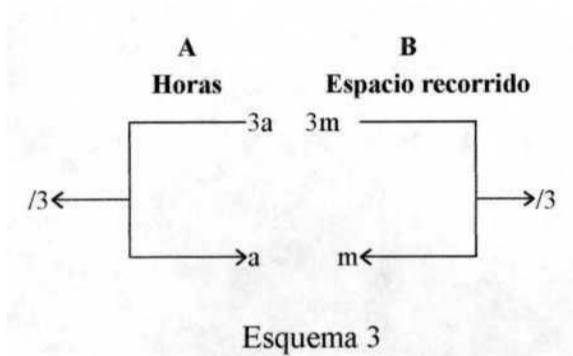 A B
Horas Espacio recorrido
3a 3m
/3 /3
a m
Esquema 3